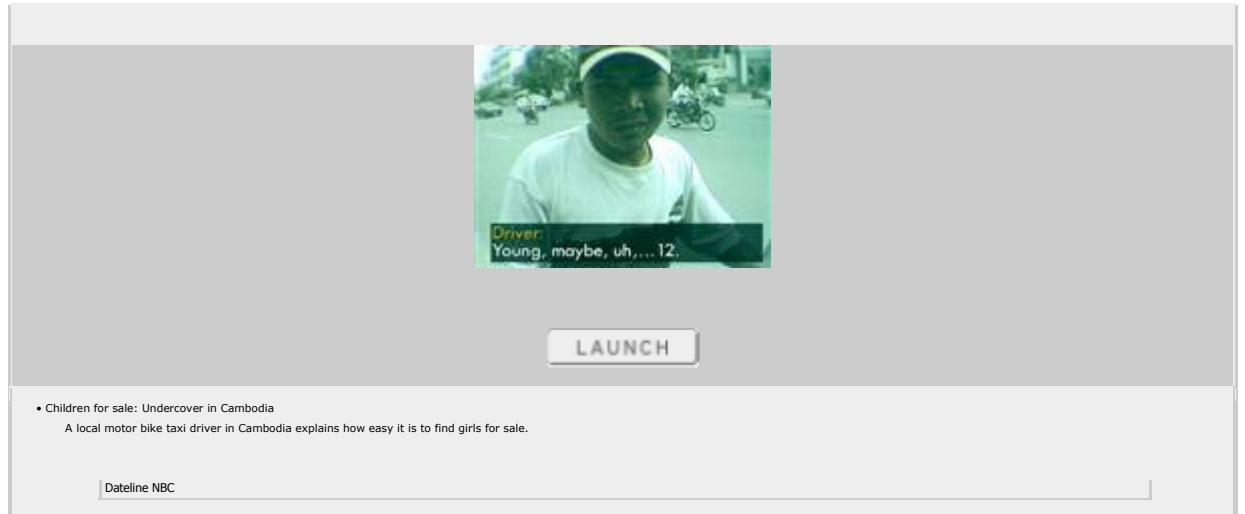 Driver:
Young, maybe, uh,...12.
LAUNCH
• Children for sale: Undercover in Cambodia
A local motor bike taxi driver in Cambodia explains how easy it is to find girls for sale.
Dateline NBC